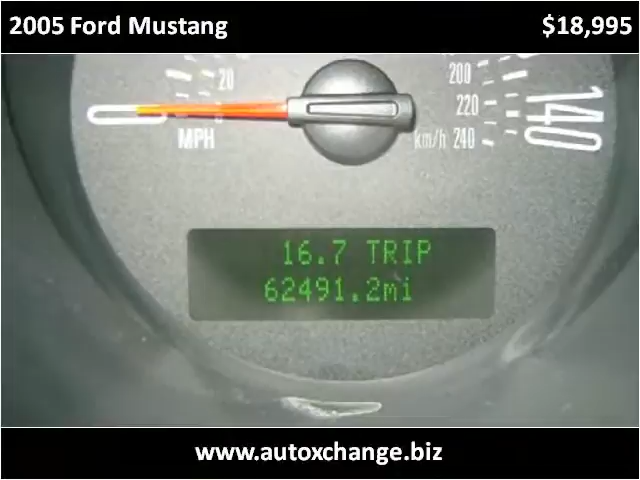 2005 Ford Mustang $18,995
20 200
0 220 140
MPH km/h 240
16.7 TRIP
62491.2mi
www.autoxchange.biz